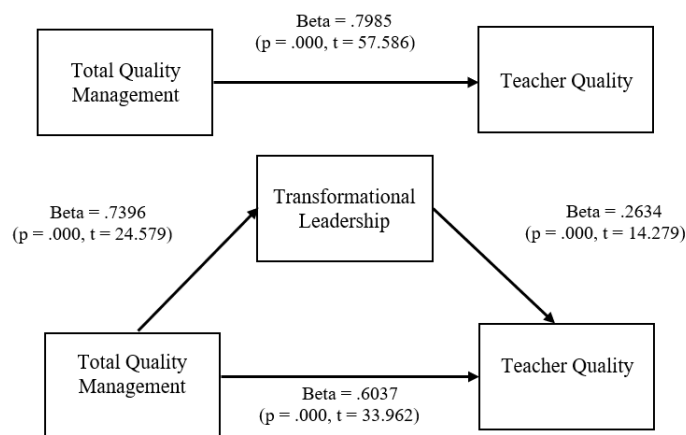 Beta = .7985
(p = .000, t = 57.586)
Total Quality
Management
Teacher Quality
Transformational
Leadership
Beta = .7396
(p = .000, t = 24.579)
Beta = .2634
(p = .000, t = 14.279)
Total Quality
Management
Teacher Quality
Beta = .6037
(p = .000, t = 33.962)